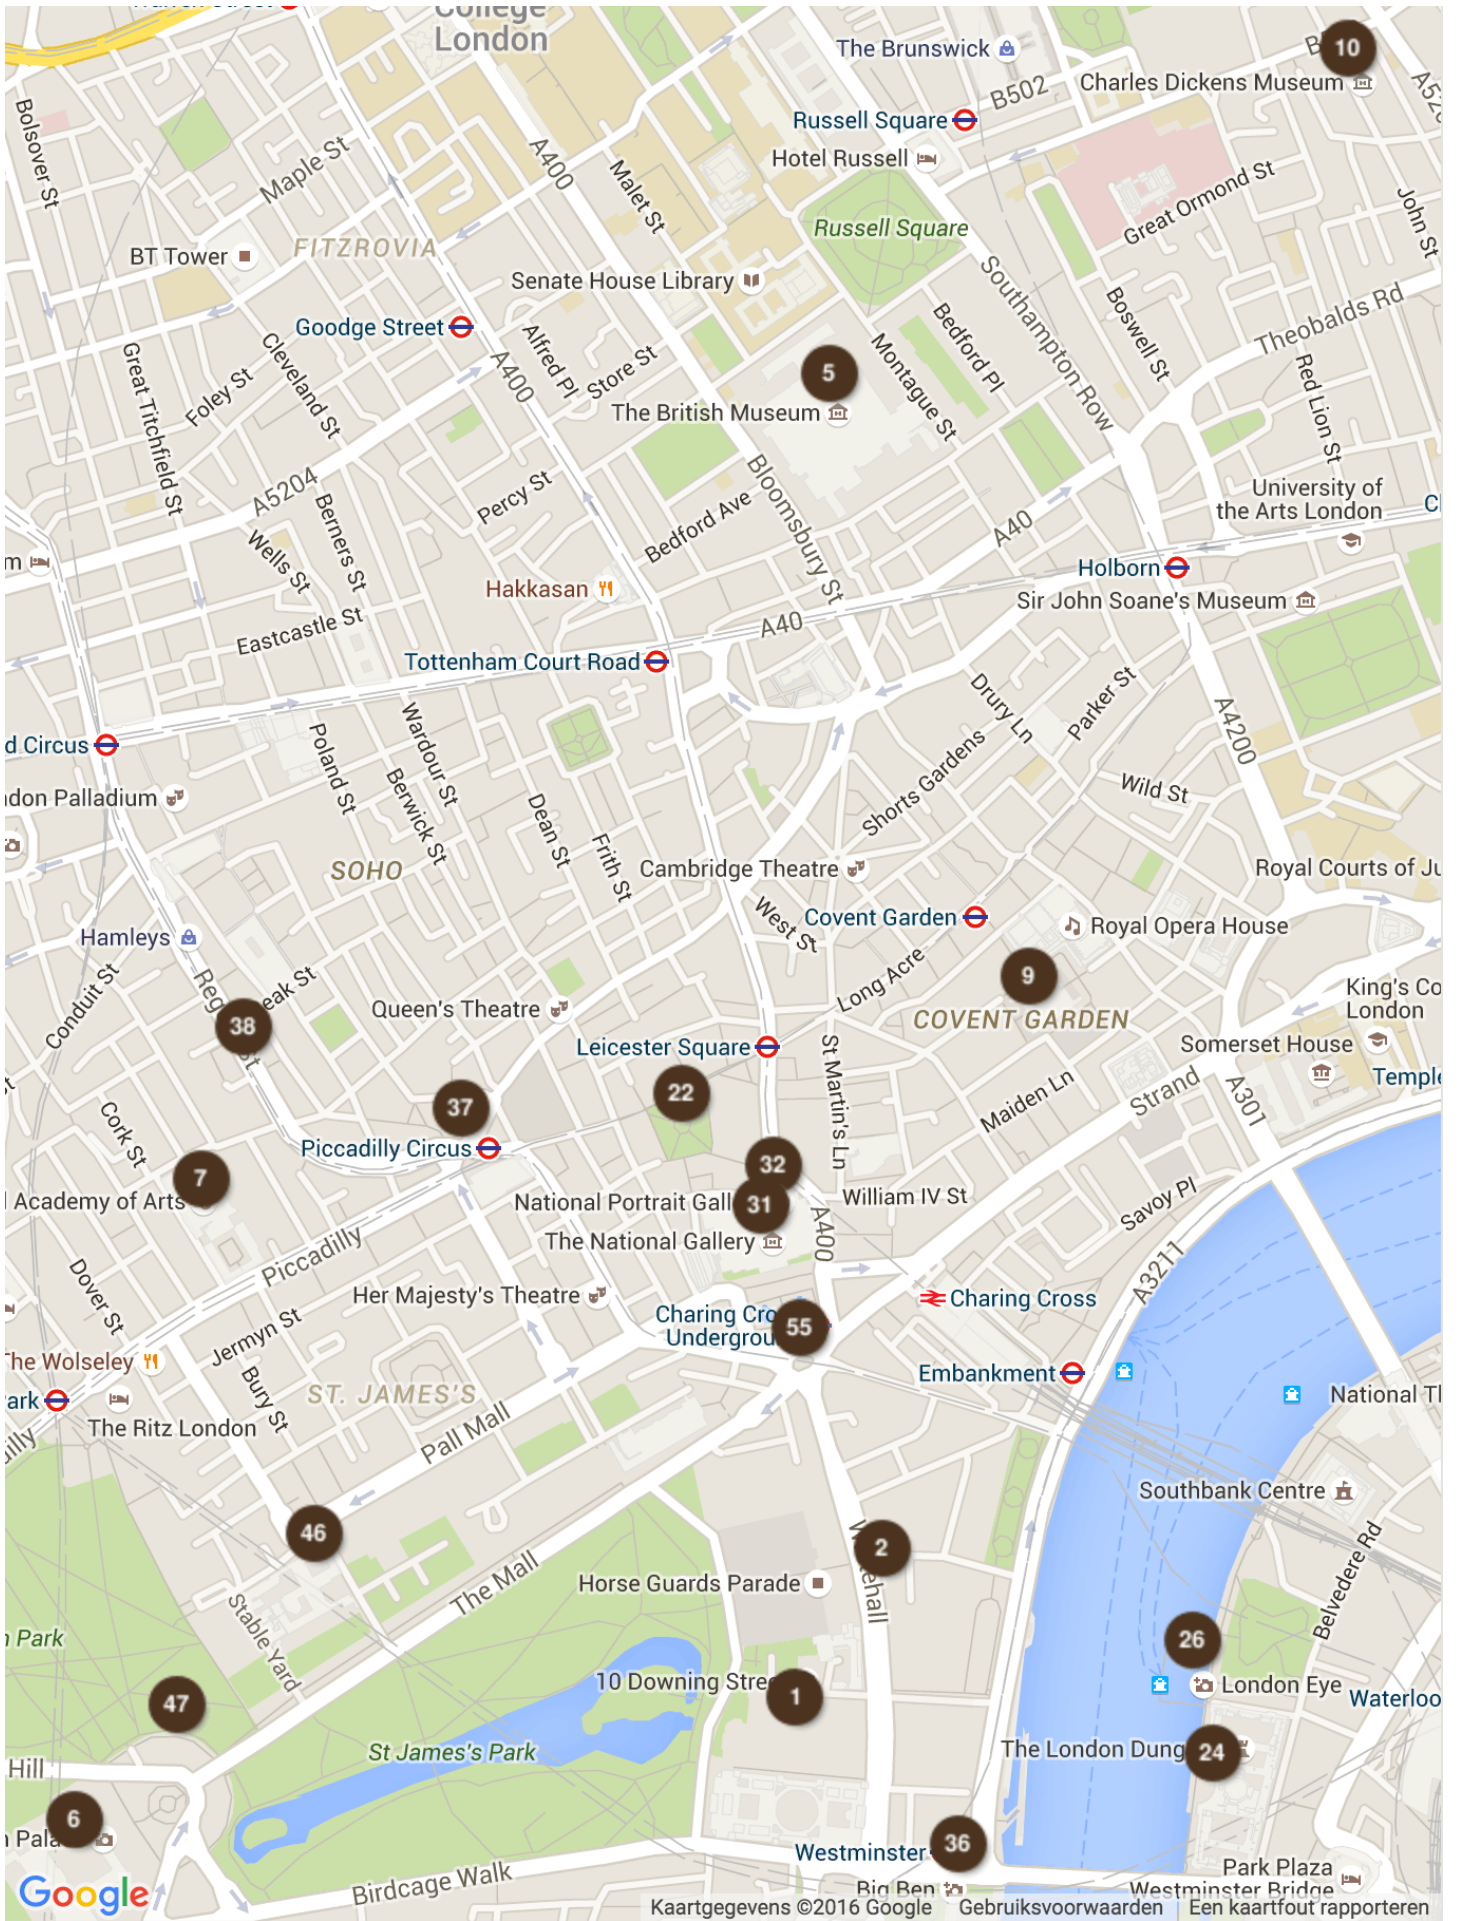 College
London
The Brunswick
10
Charles Dickens Museum
B502
Russell Square
Hotel Russell
Bolsover St
Maple St
A400
Malet St
Great Ormond St
John St
Russell Square
BT Tower
FITZROVIA
Senate House Library
Southampton Row
Boswell St
Theobalds Rd
Goodge Street
A400
Alfred Pl
Store St
Bedford Pl
Montague St
Great Titchfield St
Foley St
Cleveland St
5
The British Museum
Red Lion St
A5204
Berners St
Wells St
Percy St
Bedford Ave
Bloomsbury St
A40
University of
the Arts London
Hakkasan
Holborn
Sir John Soane's Museum
Eastcastle St
A40
Tottenham Court Road
Drury Ln
Parker St
A4200
d Circus
Poland St
Wardour St
Berwick St
Dean St
Frith St
Shorts Gardens
Wild St
don Palladium
SOHO
Cambridge Theatre
Royal Courts of Ju
West St
Covent Garden
Royal Opera House
Hamleys
Long Acre
9
COVENT GARDEN
King's Co
London
Conduit St
38
Queen's Theatre
Leicester Square
St Martin's Ln
Somerset House
Temple
37
22
Maiden Ln
Strand
A301
Cork St
Piccadilly Circus
32
7
Academy of Arts
National Portrait Gall
31
William IV St
Savoy Pl
The National Gallery
A400
A3211
Piccadilly
Dover St
Her Majesty's Theatre
Charing Cro
Undergrou
55
Charing Cross
Jermyn St
The Wolseley
Bury St
ST. JAMES'S
Embankment
ark
The Ritz London
Pall Mall
National Th
Southbank Centre
46
2
Whitehall
The Mall
Horse Guards Parade
Belvedere Rd
Stable Yard
Park
26
47
10 Downing Stre
1
London Eye
Waterloo
St James's Park
The London Dung
24
Hill
6
Pala
36
Westminster
Birdcage Walk
Big Ben
Park Plaza
Westminster Bridge
Google
Kaartgegevens ©2016 Google Gebruiksvoorwaarden Een kaartfout rapporteren